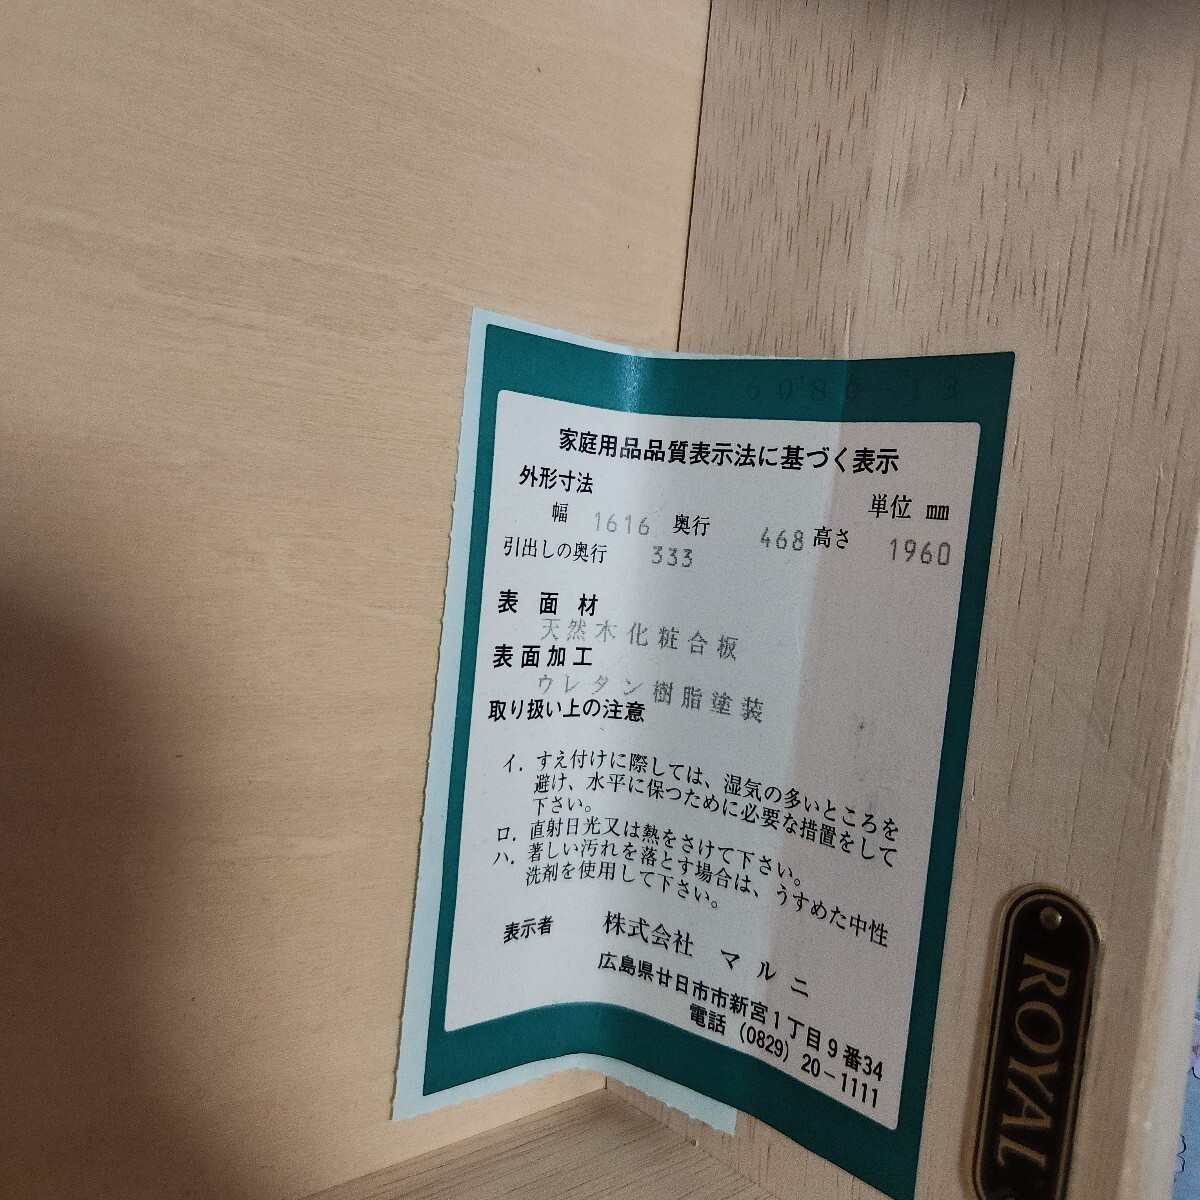 6080-13
家庭用品品質表示法に基づく表示
外形寸法
単位 ㎜
幅 1616 奥行 468 高さ 1960
引出しの奥行 333
表面材
天然木化粧合板
表面加工
ウレタン樹脂塗装
取り扱い上の注意
イ．すえ付けに際しては、湿気の多いところを
避け、水平に保つために必要な措置をして
下さい。
ロ．直射日光又は熱をさけて下さい。
ハ．著しい汚れを落とす場合は、うすめた中性
洗剤を使用して下さい。
表示者 株式会社 マルニ
広島県廿日市市新宮1丁目9番34
電話 (0829) 20-1111
ROYAL